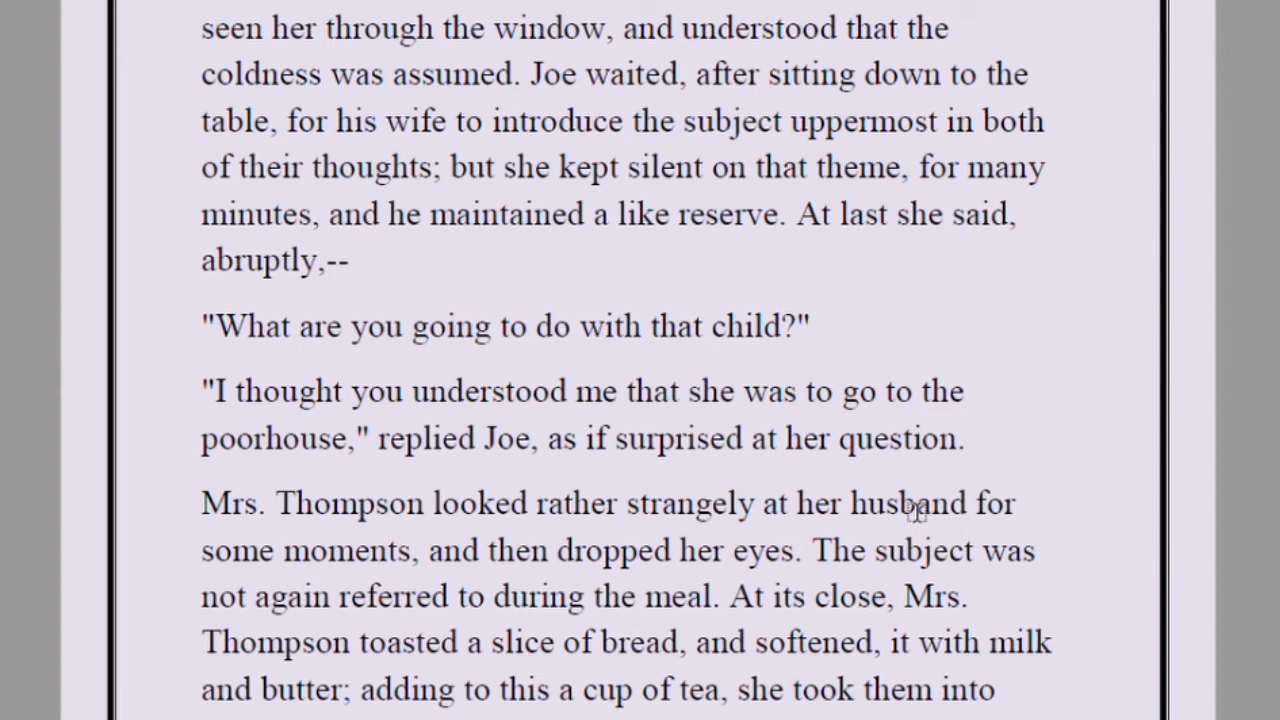 seen her through the window, and understood that the
coldness was assumed. Joe waited, after sitting down to the
table, for his wife to introduce the subject uppermost in both
of their thoughts; but she kept silent on that theme, for many
minutes, and he maintained a like reserve. At last she said,
abruptly,--
"What are you going to do with that child?"
"I thought you understood me that she was to go to the
poorhouse," replied Joe, as if surprised at her question.
Mrs. Thompson looked rather strangely at her husband for
some moments, and then dropped her eyes. The subject was
not again referred to during the meal. At its close, Mrs.
Thompson toasted a slice of bread, and softened, it with milk
and butter; adding to this a cup of tea, she took them into